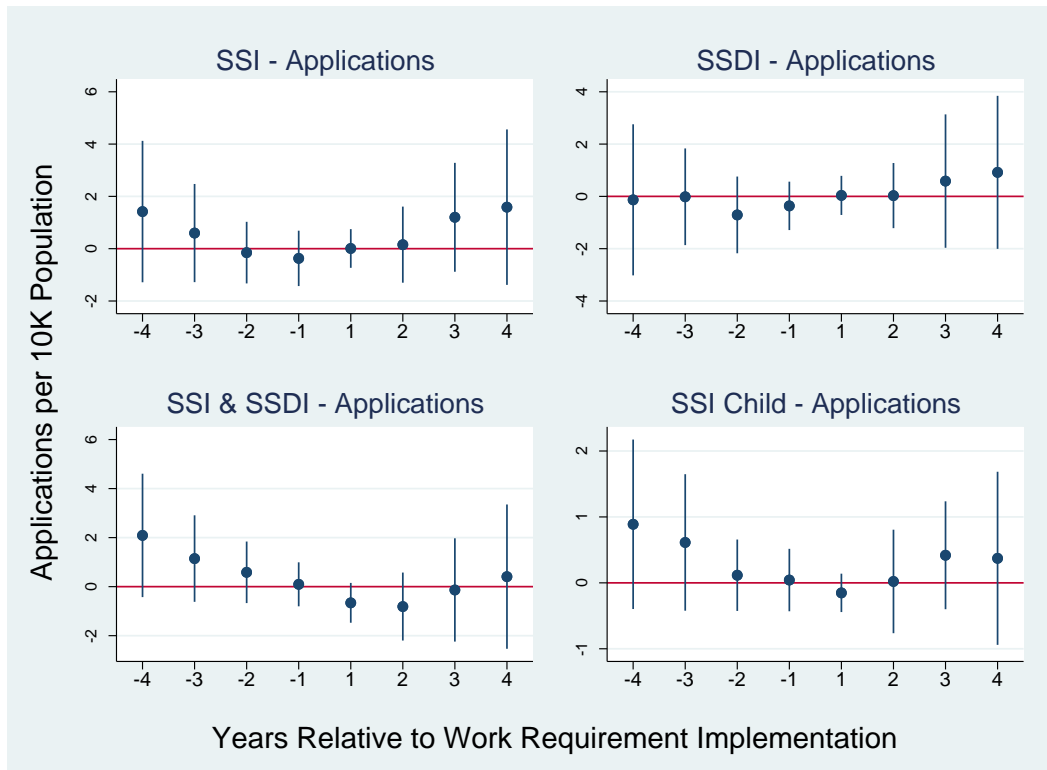 Applications per 10K Population
SSI - Applications
6
4
2
0
-2
-4 -3 -2 -1 1 2 3 4
SSDI - Applications
4
2
0
-2
-4
-4 -3 -2 -1 1 2 3 4
SSI & SSDI - Applications
6
4
2
0
-2
-4 -3 -2 -1 1 2 3 4
SSI Child - Applications
2
1
0
-1
-4 -3 -2 -1 1 2 3 4
Years Relative to Work Requirement Implementation